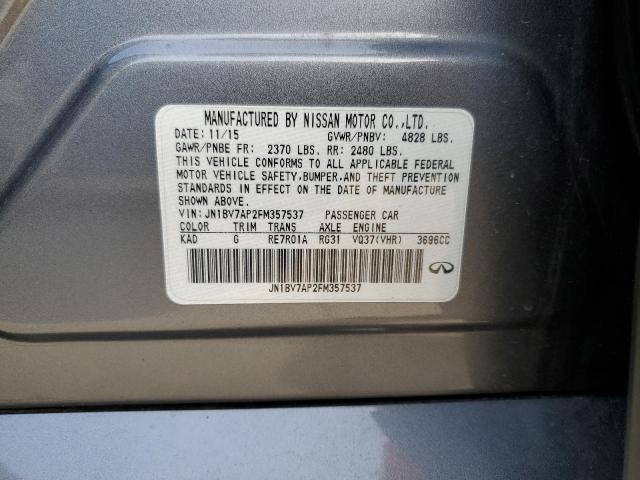 MANUFACTURED BY NISSAN MOTOR CO.,LTD.
DATE: 11/15 GVWR/PNBV: 4828 LBS.
GAWR/PNBE FR: 2370 LBS. RR: 2480 LBS.
THIS VEHICLE CONFORMS TO ALL APPLICABLE FEDERAL
MOTOR VEHICLE SAFETY,BUMPER,AND THEFT PREVENTION
STANDARDS IN EFFECT ON THE DATE OF MANUFACTURE
SHOWN ABOVE.
VIN: JN1BV7AP2FM357537 PASSENGER CAR
COLOR TRIM TRANS AXLE ENGINE
KAD G RE7R01A RG31 VQ37(VHR) 3696CC
JN1BV7AP2FM357537